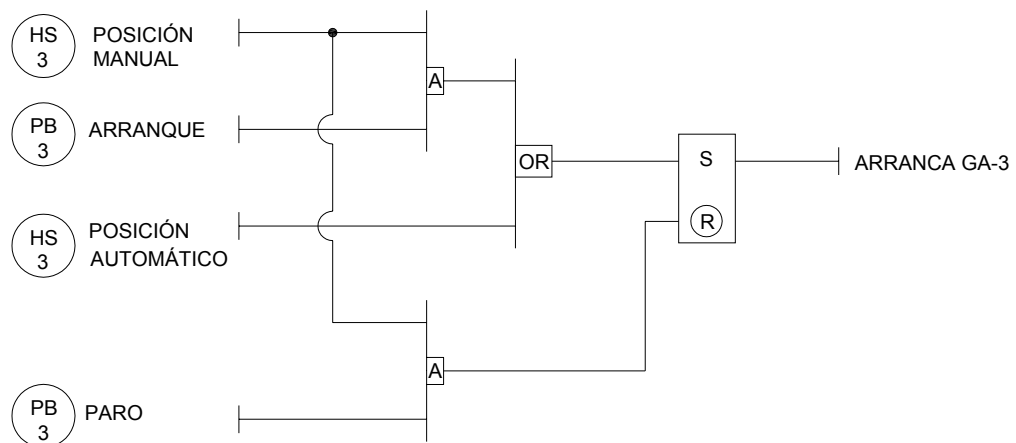 HS
3
POSICIÓN
MANUAL
A
PB
3
ARRANQUE
OR
S
ARRANCA GA-3
R
HS
3
POSICIÓN
AUTOMÁTICO
A
PB
3
PARO